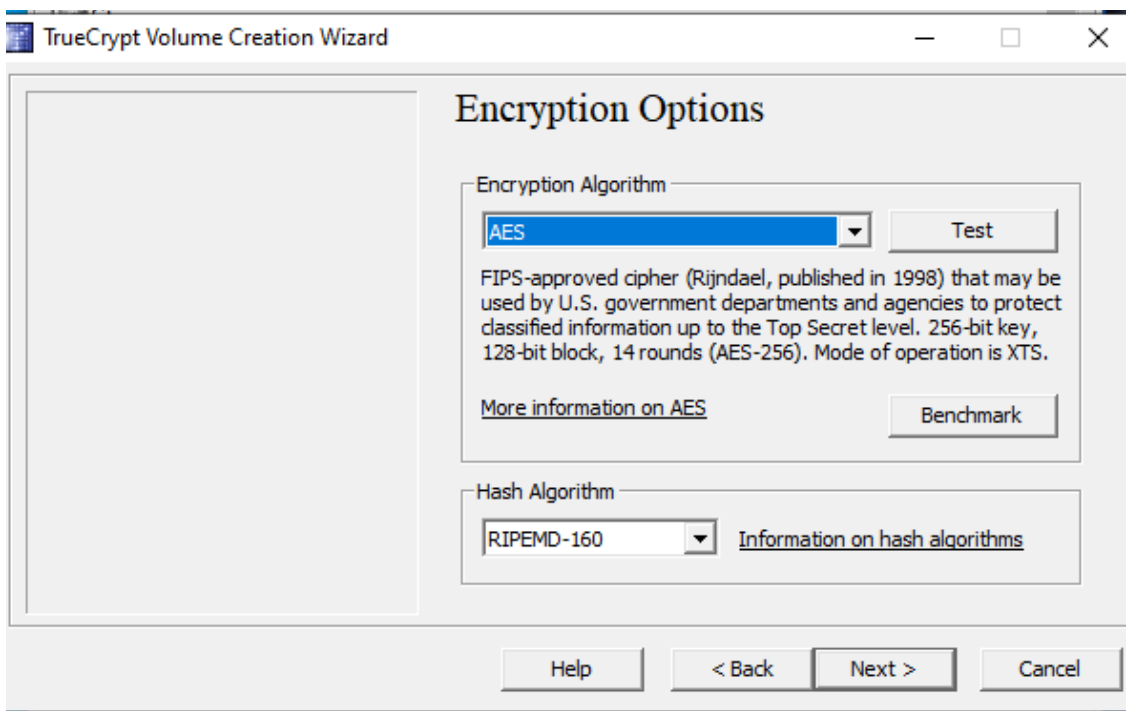 TrueCrypt Volume Creation Wizard
Encryption Options
Encryption Algorithm
AES
Test
FIPS-approved cipher (Rijndael, published in 1998) that may be
used by U.S. government departments and agencies to protect
classified information up to the Top Secret level. 256-bit key,
128-bit block, 14 rounds (AES-256). Mode of operation is XTS.
More information on AES
Benchmark
Hash Algorithm
RIPEMD-160
Information on hash algorithms
Help
< Back
Next >
Cancel